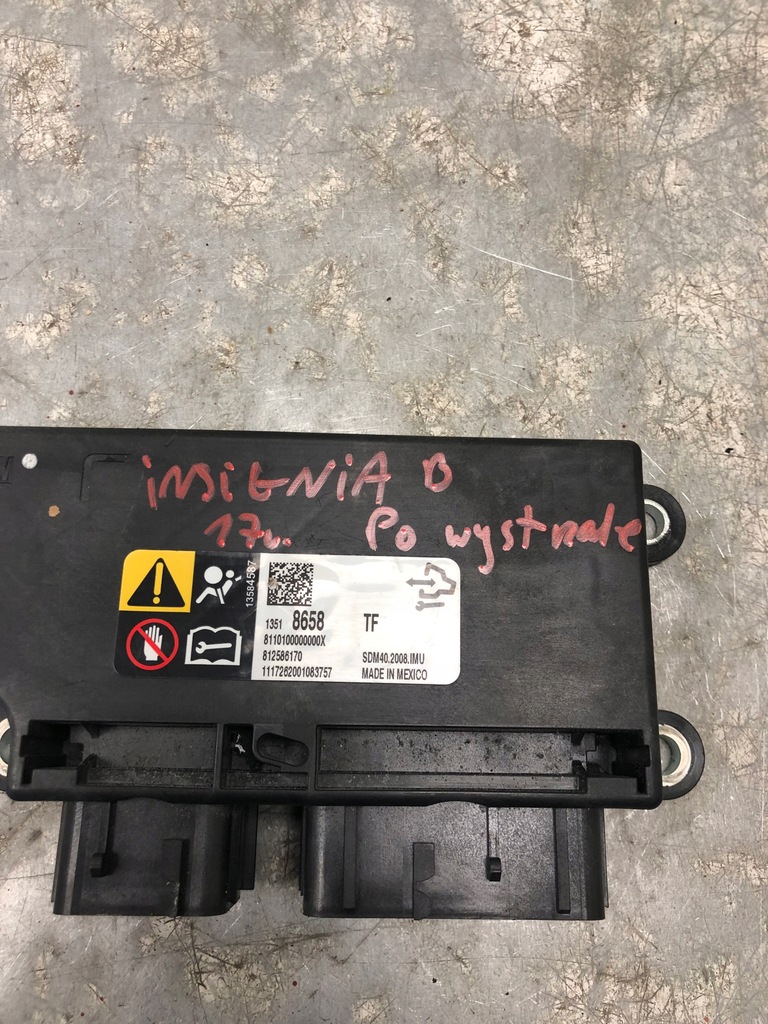 iNSiGNiA B
17r. Po wystrzale
13584587
1351 8658 TF
8110100000000X
812586170 SDM40.2008.IMU
1117262001083757 MADE IN MEXICO